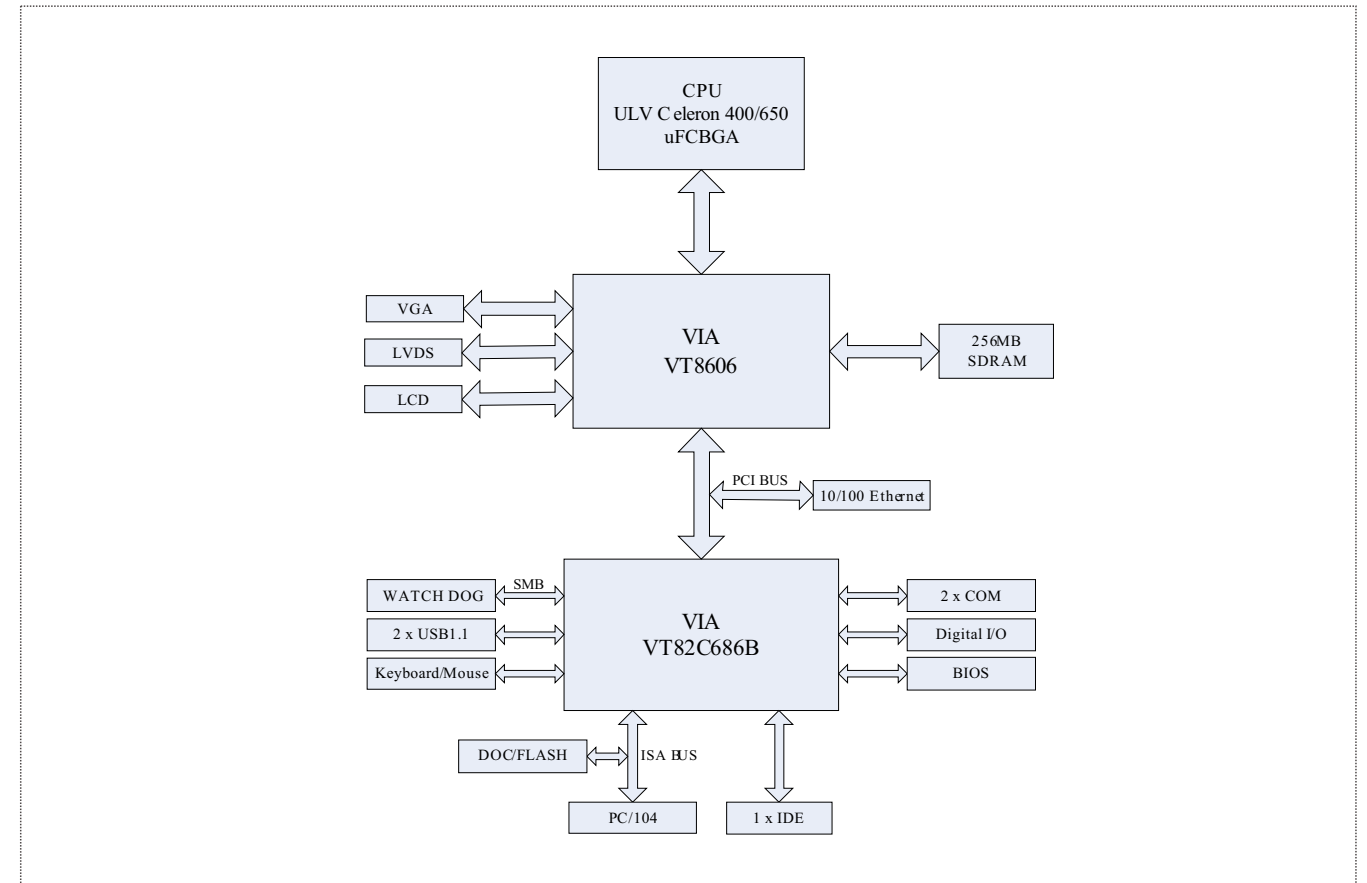 CPU
ULV Celeron 400/650
uFCBGA
VGA
LVDS
LCD
VIA
VT8606
256MB
SDRAM
PCI BUS
10/100 Ethernet
WATCH DOG
SMB
2 x USB1.1
Keyboard/Mouse
VIA
VT82C686B
2 x COM
Digital I/O
BIOS
DOC/FLASH
ISA BUS
PC/104
1 x IDE